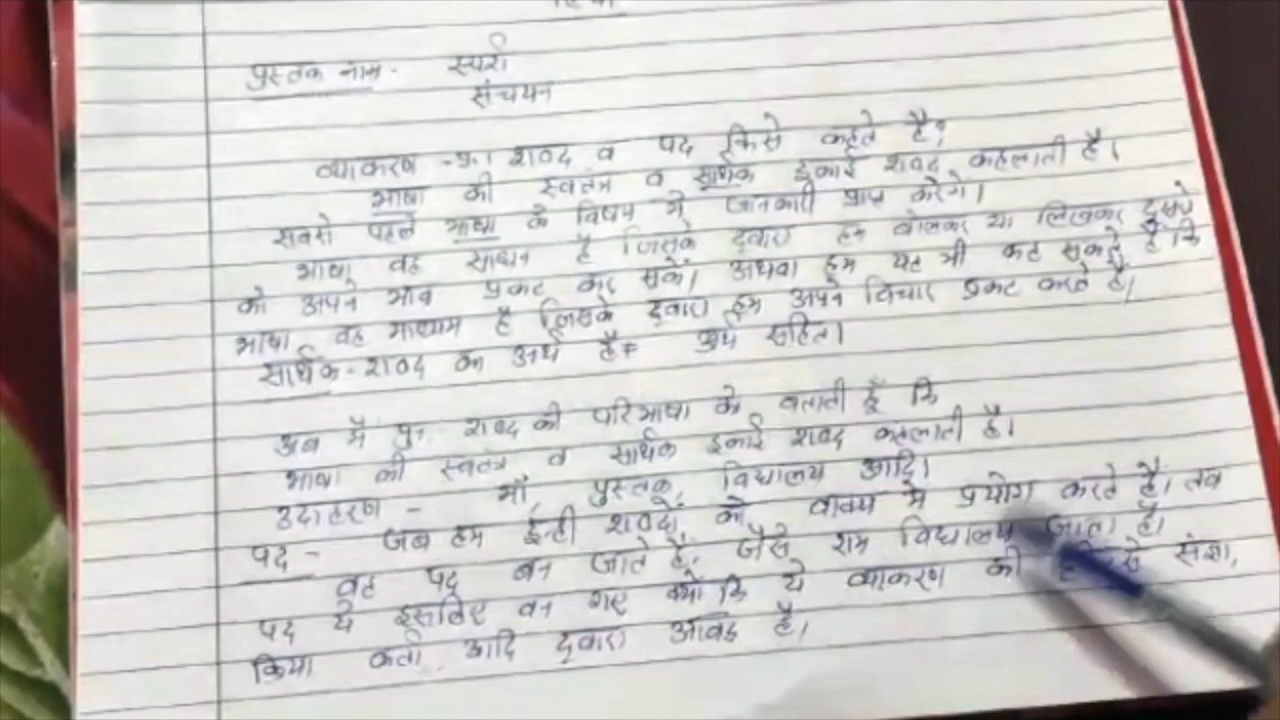 पुस्तक नाम - स्पर्श
संचयन
व्याकरण - प्र। शब्द व पद किसे कहते है?
भाषा की स्वतंत्र व सार्थक इकाई शब्द कहलाती है।
सबसे पहले भाषा के विषय में जानकारी प्राप्त करेंगे।
भाषा वह साधन है जिसके द्वारा हम बोलकर या लिखकर दूसरों
को अपने भाव प्रकट कर सकें। अथवा हम यह भी कह सकते हैं कि
भाषा वह माध्यम है जिसके द्वारा हम अपने विचार प्रकट करते है।
सार्थक - शब्द का अर्थ है अर्थ सहित।
अब मैं पुनः शब्द की परिभाषा को बताती हूँ कि
भाषा की स्वतंत्र व सार्थक इकाई शब्द कहलाती है।
उदाहरण - माँ, पुस्तक, विद्यालय आदि।
पद - जब हम ईन्ही शब्दों को वाक्य में प्रयोग करते है। तब
वह पद बन जाते है, जैसे राम विद्यालय जाता है।
पद ये इसलिए बन गए क्योंकि ये व्याकरण की संज्ञा,
क्रिया कर्ता आदि द्वारा आबद्ध है।